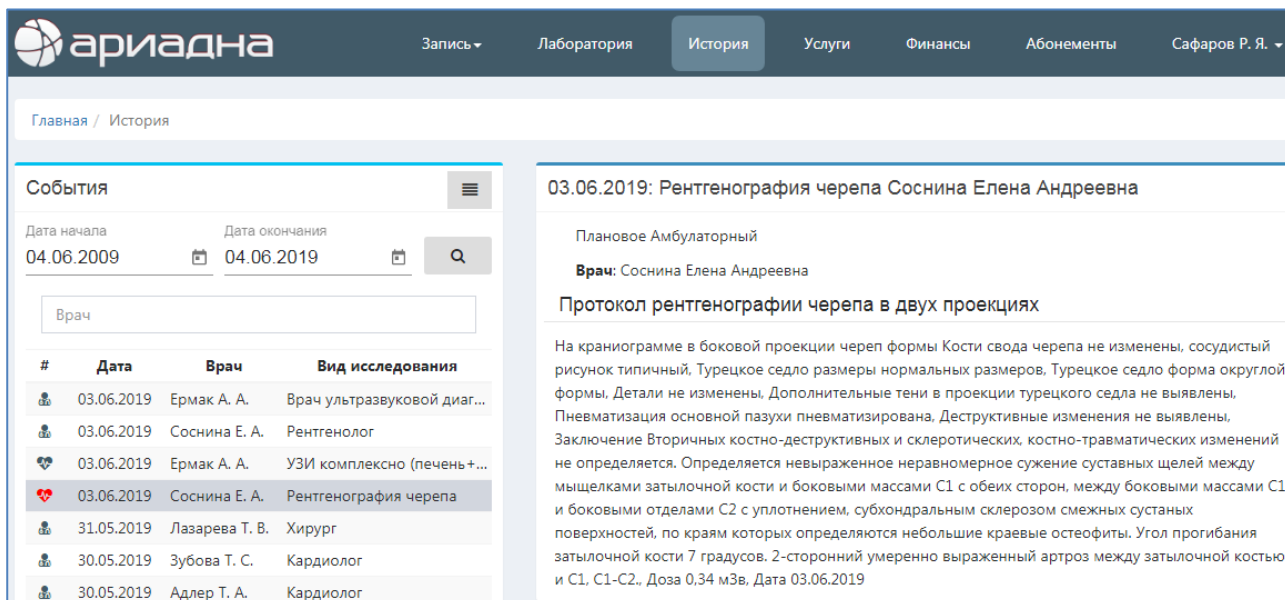 ариадна
Запись Лаборатория История Услуги Финансы Абонементы Сафаров Р. Я.
Главная / История
События
Дата начала Дата окончания
04.06.2009 04.06.2019
Врач
# Дата Врач Вид исследования
03.06.2019 Ермак А. А. Врач ультразвуковой диаг...
03.06.2019 Соснина Е. А. Рентгенолог
03.06.2019 Ермак А. А. УЗИ комплексно (печень+...
03.06.2019 Соснина Е. А. Рентгенография черепа
31.05.2019 Лазарева Т. В. Хирург
30.05.2019 Зубова Т. С. Кардиолог
30.05.2019 Адлер Т. А. Кардиолог
03.06.2019: Рентгенография черепа Соснина Елена Андреевна
Плановое Амбулаторный
Врач: Соснина Елена Андреевна
Протокол рентгенографии черепа в двух проекциях
На краниограмме в боковой проекции череп формы Кости свода черепа не изменены, сосудистый
рисунок типичный, Турецкое седло размеры нормальных размеров, Турецкое седло форма округлой
формы, Детали не изменены, Дополнительные тени в проекции турецкого седла не выявлены,
Пневматизация основной пазухи пневматизирована, Деструктивные изменения не выявлены,
Заключение Вторичных костно-деструктивных и склеротических, костно-травматических изменений
не определяется. Определяется невыраженное неравномерное сужение суставных щелей между
мыщелками затылочной кости и боковыми массами С1 с обеих сторон, между боковыми массами С1
и боковыми отделами С2 с уплотнением, субхондральным склерозом смежных сустаных
поверхностей, по краям которых определяются небольшие краевые остеофиты. Угол прогибания
затылочной кости 7 градусов. 2-сторонний умеренно выраженный артроз между затылочной костью
и С1, С1-С2., Доза 0,34 мЗв, Дата 03.06.2019